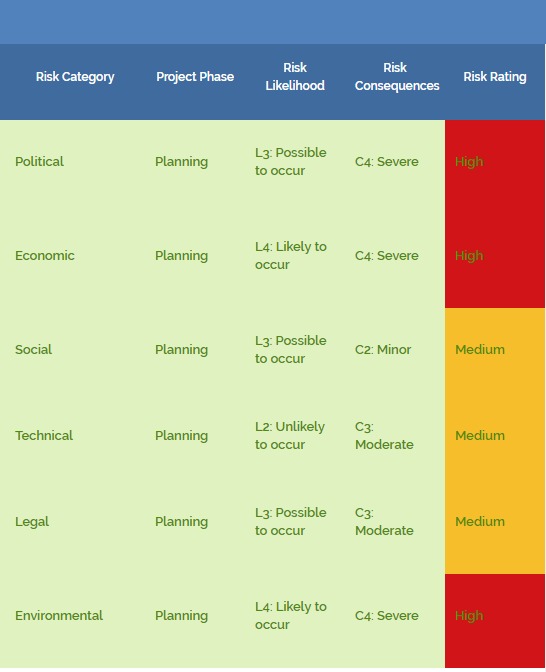 Risk Category Project Phase Risk Likelihood Risk Consequences Risk Rating
Political Planning L3: Possible to occur C4: Severe High
Economic Planning L4: Likely to occur C4: Severe High
Social Planning L3: Possible to occur C2: Minor Medium
Technical Planning L2: Unlikely to occur C3: Moderate Medium
Legal Planning L3: Possible to occur C3: Moderate Medium
Environmental Planning L4: Likely to occur C4: Severe High